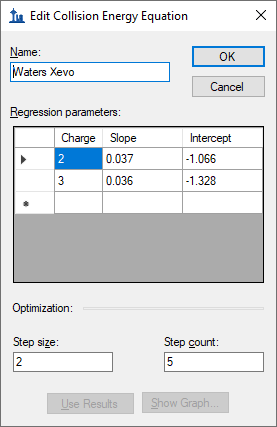 Edit Collision Energy Equation
Name:
Waters Xevo
OK
Cancel
Regression parameters:
Charge Slope Intercept
2 0.037 -1.066
3 0.036 -1.328
Optimization:
Step size: Step count:
2 5
Use Results Show Graph...